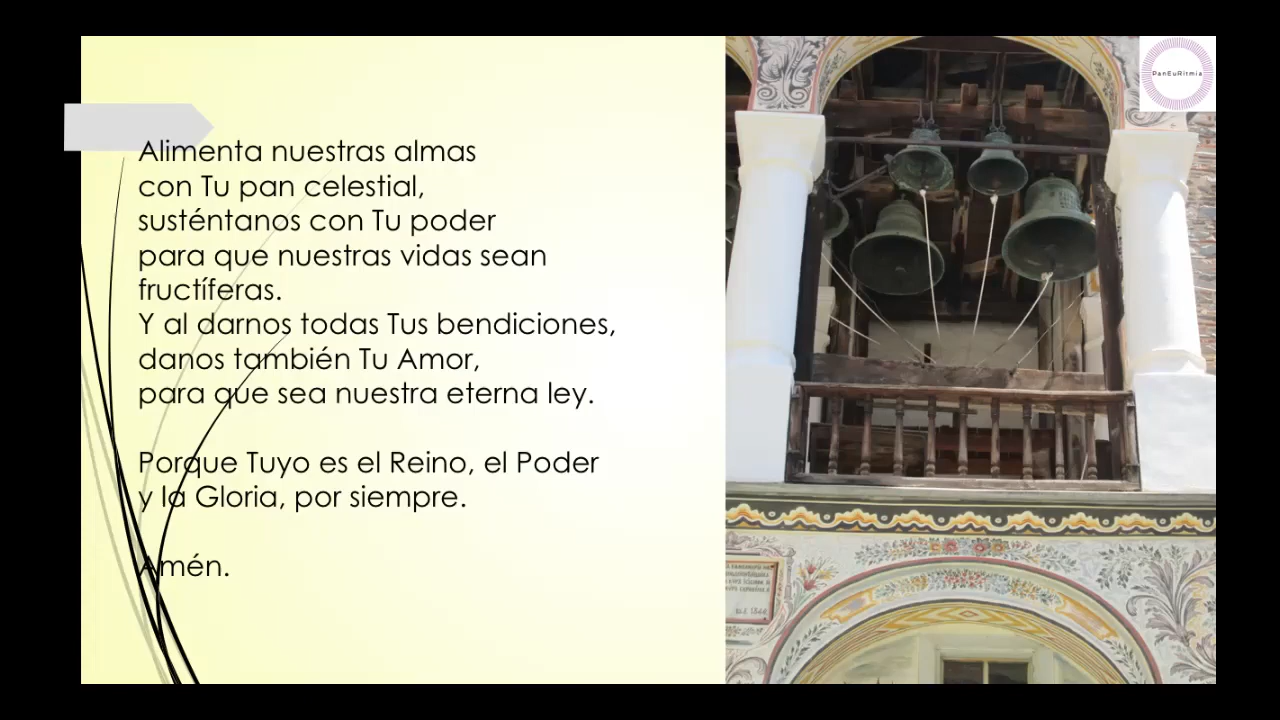 PanEuRitmia
Alimenta nuestras almas
con Tu pan celestial,
susténtanos con Tu poder
para que nuestras vidas sean
fructíferas.
Y al darnos todas Tus bendiciones,
danos también Tu Amor,
para que sea nuestra eterna ley.
Porque Tuyo es el Reino, el Poder
y la Gloria, por siempre.
Amén.